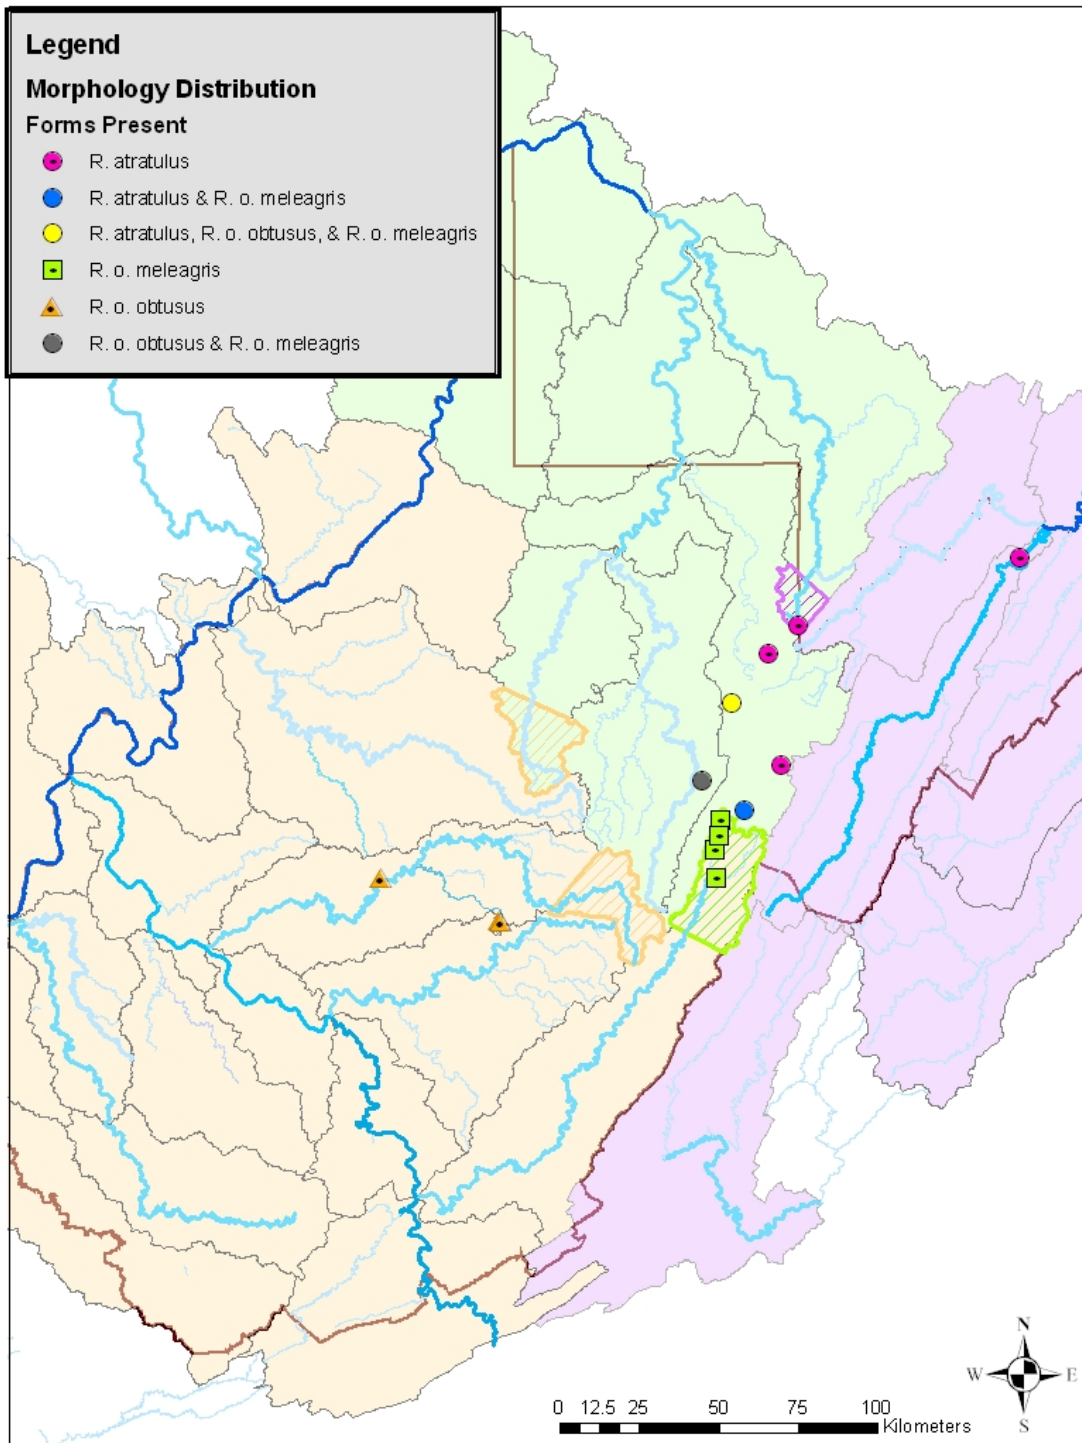 Legend
Morphology Distribution
Forms Present
R. atratulus
R. atratulus & R. o. meleagris
R. atratulus, R. o. obtusus, & R. o. meleagris
R. o. meleagris
R. o. obtusus
R. o. obtusus & R. o. meleagris
N
W E
S
0 12.5 25 50 75 100
Kilometers